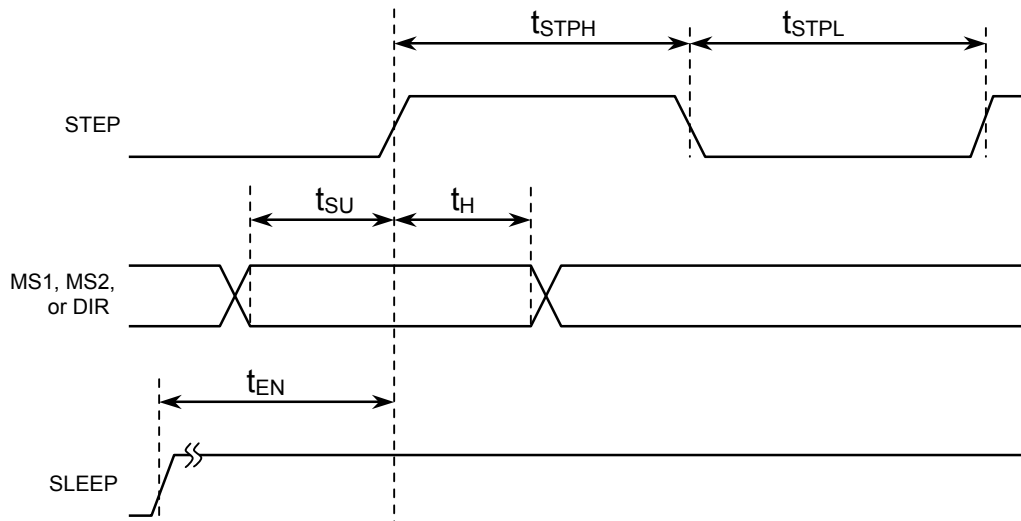 tSTPH
tSTPL
STEP
tSU
tH
MS1, MS2,
or DIR
tEN
SLEEP